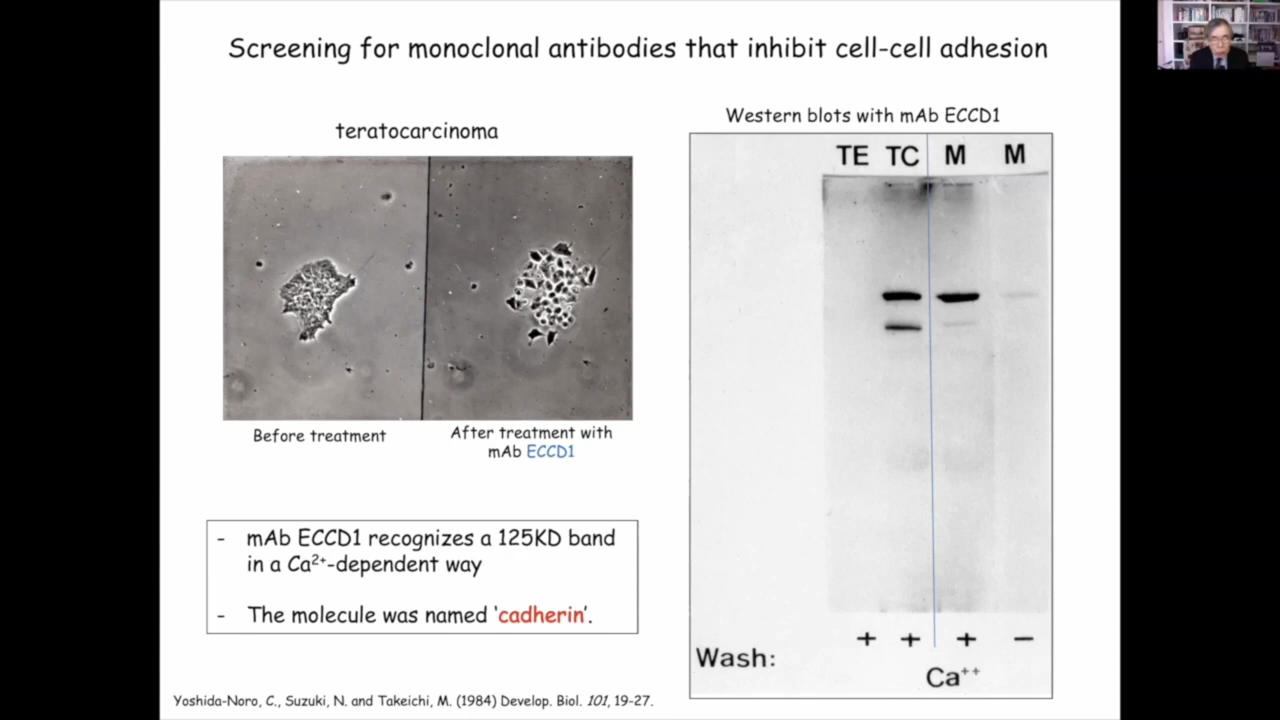 Screening for monoclonal antibodies that inhibit cell-cell adhesion
teratocarcinoma
Before treatment
After treatment with
mAb ECCD1
- mAb ECCD1 recognizes a 125KD band
in a Ca²⁺-dependent way
- The molecule was named ‘cadherin’.
Yoshida-Noro, C., Suzuki, N. and Takeichi, M. (1984) Develop. Biol. 101, 19-27.
Western blots with mAb ECCD1
TE TC M M
+ + + −
Wash:
Ca⁺⁺